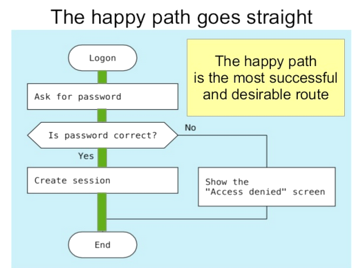 The happy path goes straight
Logon
The happy path
is the most successful
and desirable route
Ask for password
Is password correct?
No
Yes
Create session
Show the
"Access denied" screen
End